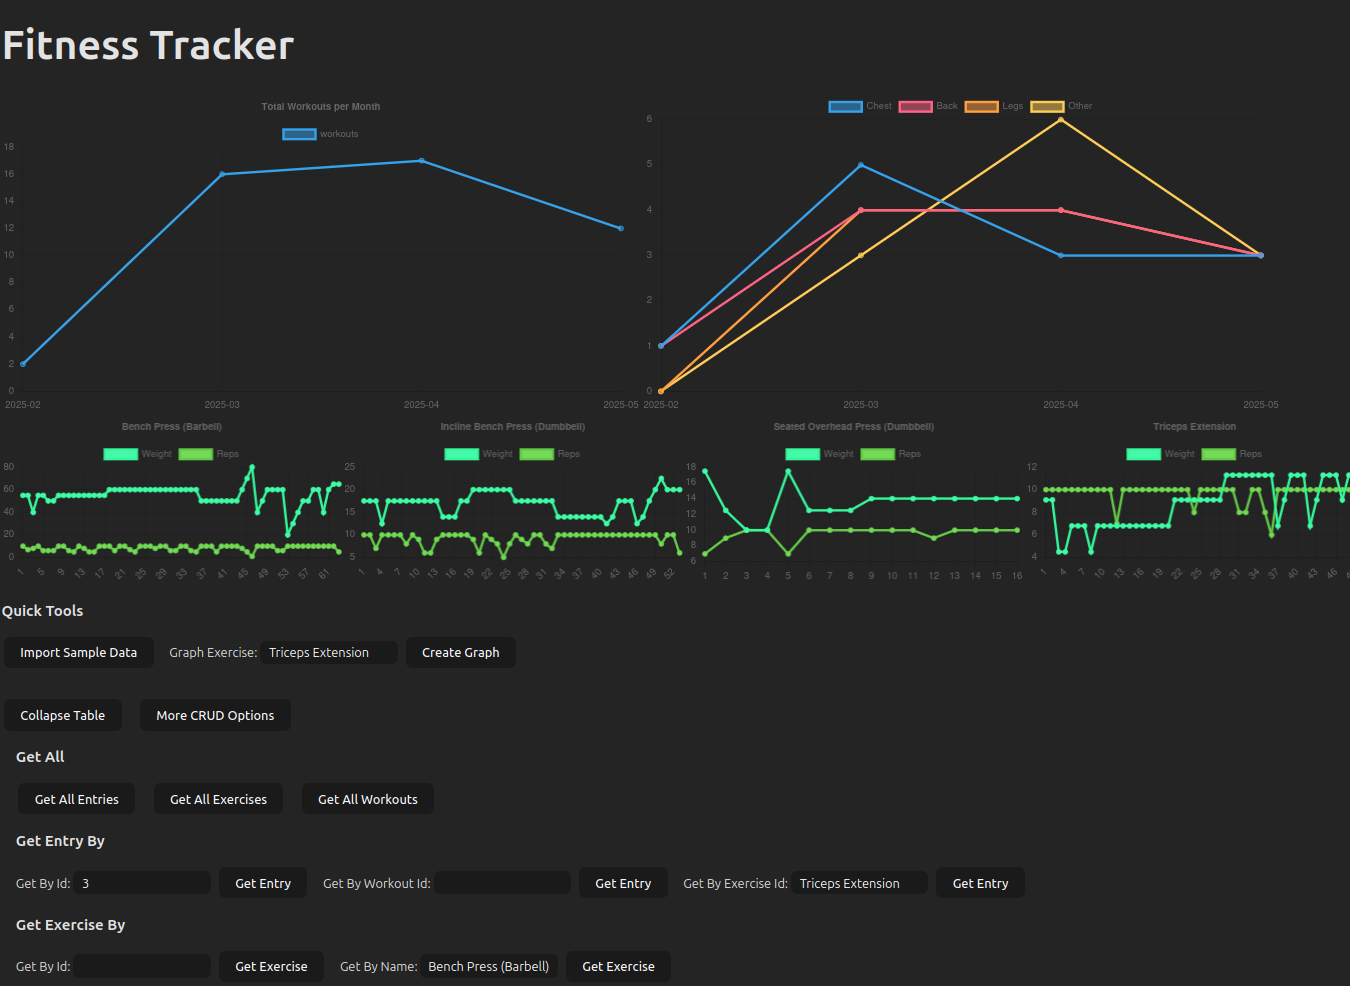 Fitness Tracker
Total Workouts per Month
workouts
18
16
14
12
10
8
6
4
2
0
2025-02 2025-03 2025-04 2025-05
Chest Back Legs Other
6
5
4
3
2
1
0
2025-02 2025-03 2025-04 2025-05
Bench Press (Barbell)
Weight Reps
80
60
40
20
0
1 5 9 13 17 21 25 29 33 37 41 45 49 53 57 61
Incline Bench Press (Dumbbell)
Weight Reps
25
20
15
10
5
1 4 7 10 13 16 19 22 25 28 31 34 37 40 43 46 49 52
Seated Overhead Press (Dumbbell)
Weight Reps
18
16
14
12
10
8
6
1 2 3 4 5 6 7 8 9 10 11 12 13 14 15 16
Triceps Extension
Weight Reps
12
10
8
6
4
1 4 7 10 13 16 19 22 25 28 31 34 37 40 43 46
Quick Tools
Import Sample Data Graph Exercise: Triceps Extension Create Graph
Collapse Table More CRUD Options
Get All
Get All Entries Get All Exercises Get All Workouts
Get Entry By
Get By Id: 3 Get Entry Get By Workout Id: Get Entry Get By Exercise Id: Triceps Extension Get Entry
Get Exercise By
Get By Id: Get Exercise Get By Name: Bench Press (Barbell) Get Exercise